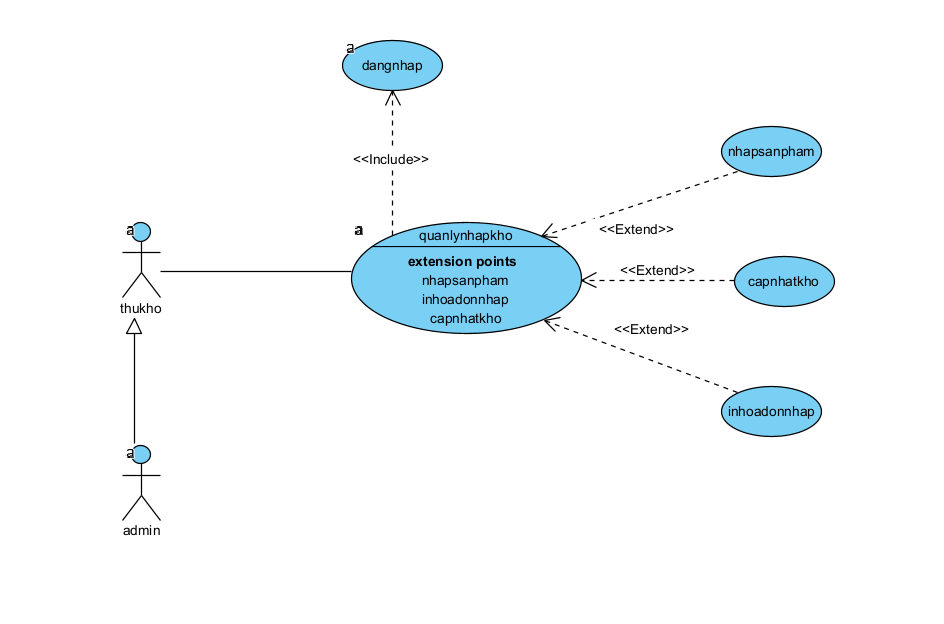 a
dangnhap
<<Include>>
nhapsanpham
a
a
quanlynhapkho
<<Extend>>
extension points
nhapsanpham
inhoadonnhap
capnhatkho
<<Extend>>
capnhatkho
thukho
<<Extend>>
inhoadonnhap
a
admin